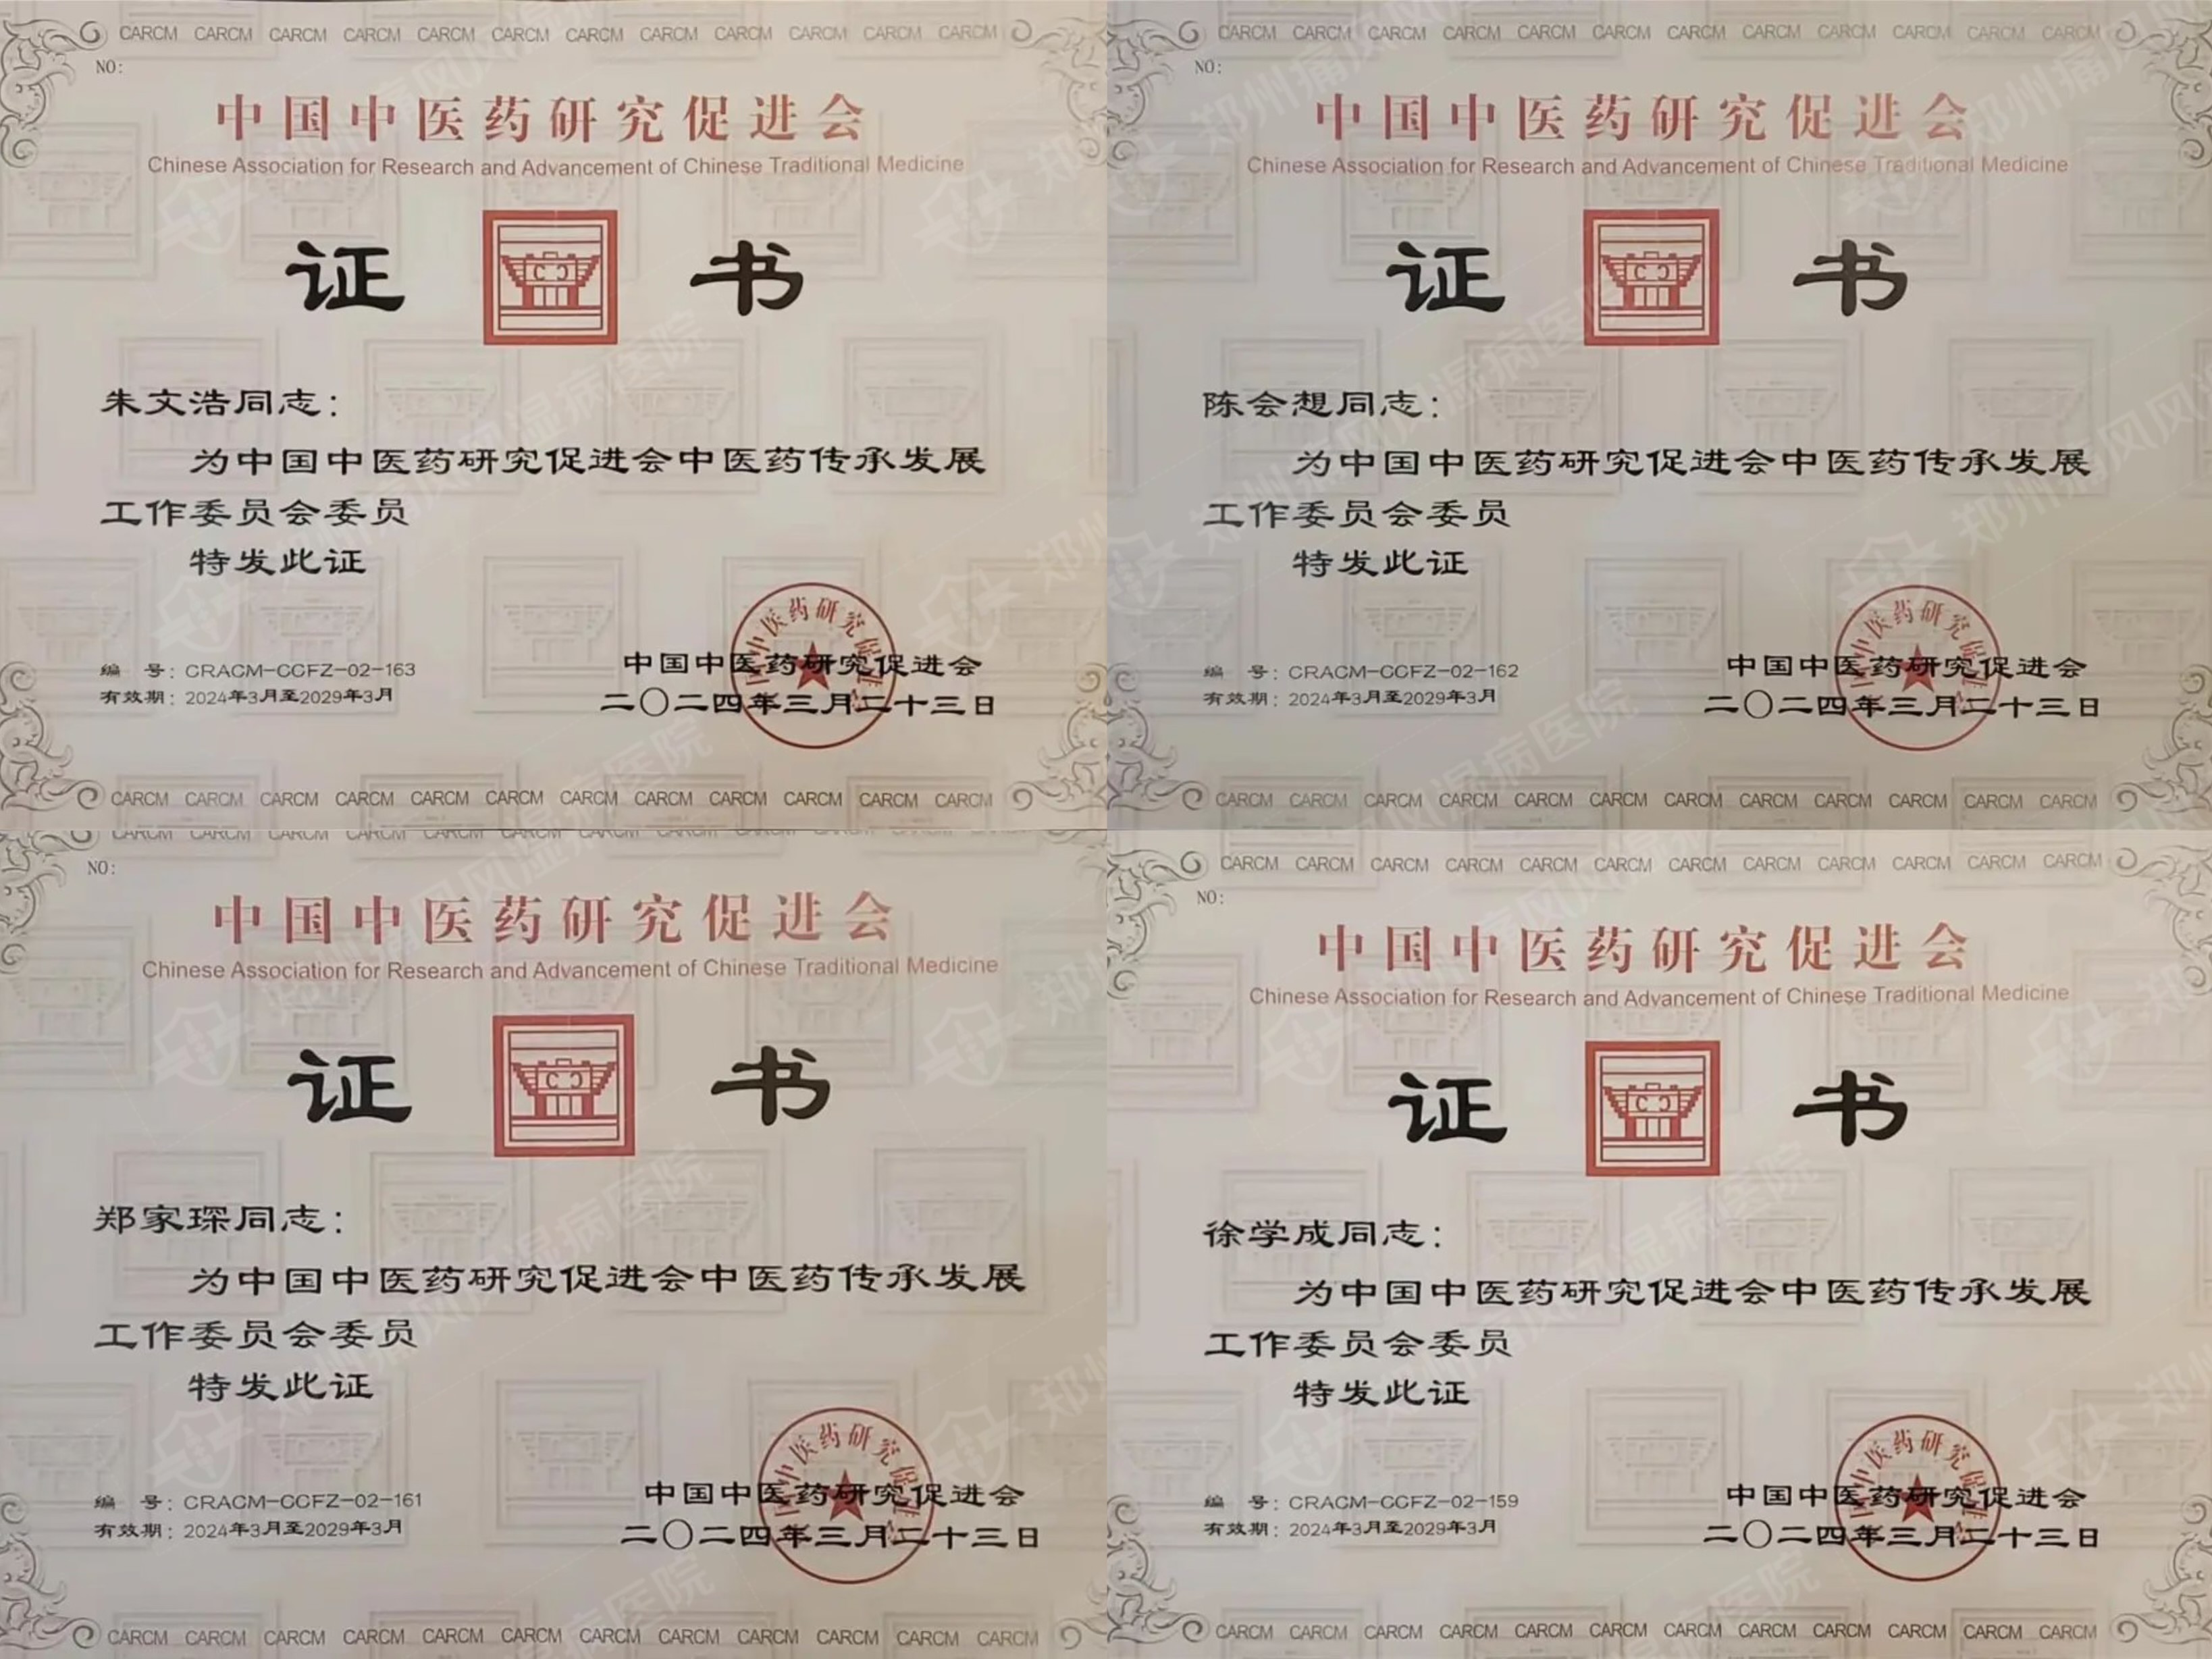 CARCM CARCM CARCM CARCM CARCM CARCM CARCM CARCM CARCM CARCM CARCM CARCM
NO:
中国中医药研究促进会
Chinese Association for Research and Advancement of Chinese Traditional Medicine
证 书
朱文浩同志：
为中国中医药研究促进会中医药传承发展
工作委员会委员
特发此证
编 号：CRACM-CCFZ-02-163
有效期：2024年3月至2029年3月
中国中医药研究促进会
二〇二四年三月二十三日
CARCM CARCM CARCM CARCM CARCM CARCM CARCM CARCM CARCM CARCM CARCM CARCM
CARCM CARCM CARCM CARCM CARCM CARCM CARCM CARCM CARCM CARCM CARCM CARCM
NO:
中国中医药研究促进会
Chinese Association for Research and Advancement of Chinese Traditional Medicine
证 书
陈会想同志：
为中国中医药研究促进会中医药传承发展
工作委员会委员
特发此证
编 号：CRACM-CCFZ-02-162
有效期：2024年3月至2029年3月
中国中医药研究促进会
二〇二四年三月二十三日
CARCM CARCM CARCM CARCM CARCM CARCM CARCM CARCM CARCM CARCM CARCM CARCM
CARCM CARCM CARCM CARCM CARCM CARCM CARCM CARCM CARCM CARCM CARCM
NO:
中国中医药研究促进会
Chinese Association for Research and Advancement of Chinese Traditional Medicine
证 书
郑家琛同志：
为中国中医药研究促进会中医药传承发展
工作委员会委员
特发此证
编 号：CRACM-CCFZ-02-161
有效期：2024年3月至2029年3月
中国中医药研究促进会
二〇二四年三月二十三日
CARCM CARCM CARCM CARCM CARCM CARCM CARCM CARCM CARCM CARCM CARCM CARCM
CARCM CARCM CARCM CARCM CARCM CARCM CARCM CARCM CARCM CARCM CARCM CARCM
NO:
中国中医药研究促进会
Chinese Association for Research and Advancement of Chinese Traditional Medicine
证 书
徐学成同志：
为中国中医药研究促进会中医药传承发展
工作委员会委员
特发此证
编 号：CRACM-CCFZ-02-159
有效期：2024年3月至2029年3月
中国中医药研究促进会
二〇二四年三月二十三日
CARCM CARCM CARCM CARCM CARCM CARCM CARCM CARCM CARCM CARCM CARCM CARCM
郑州痛风风湿病医院